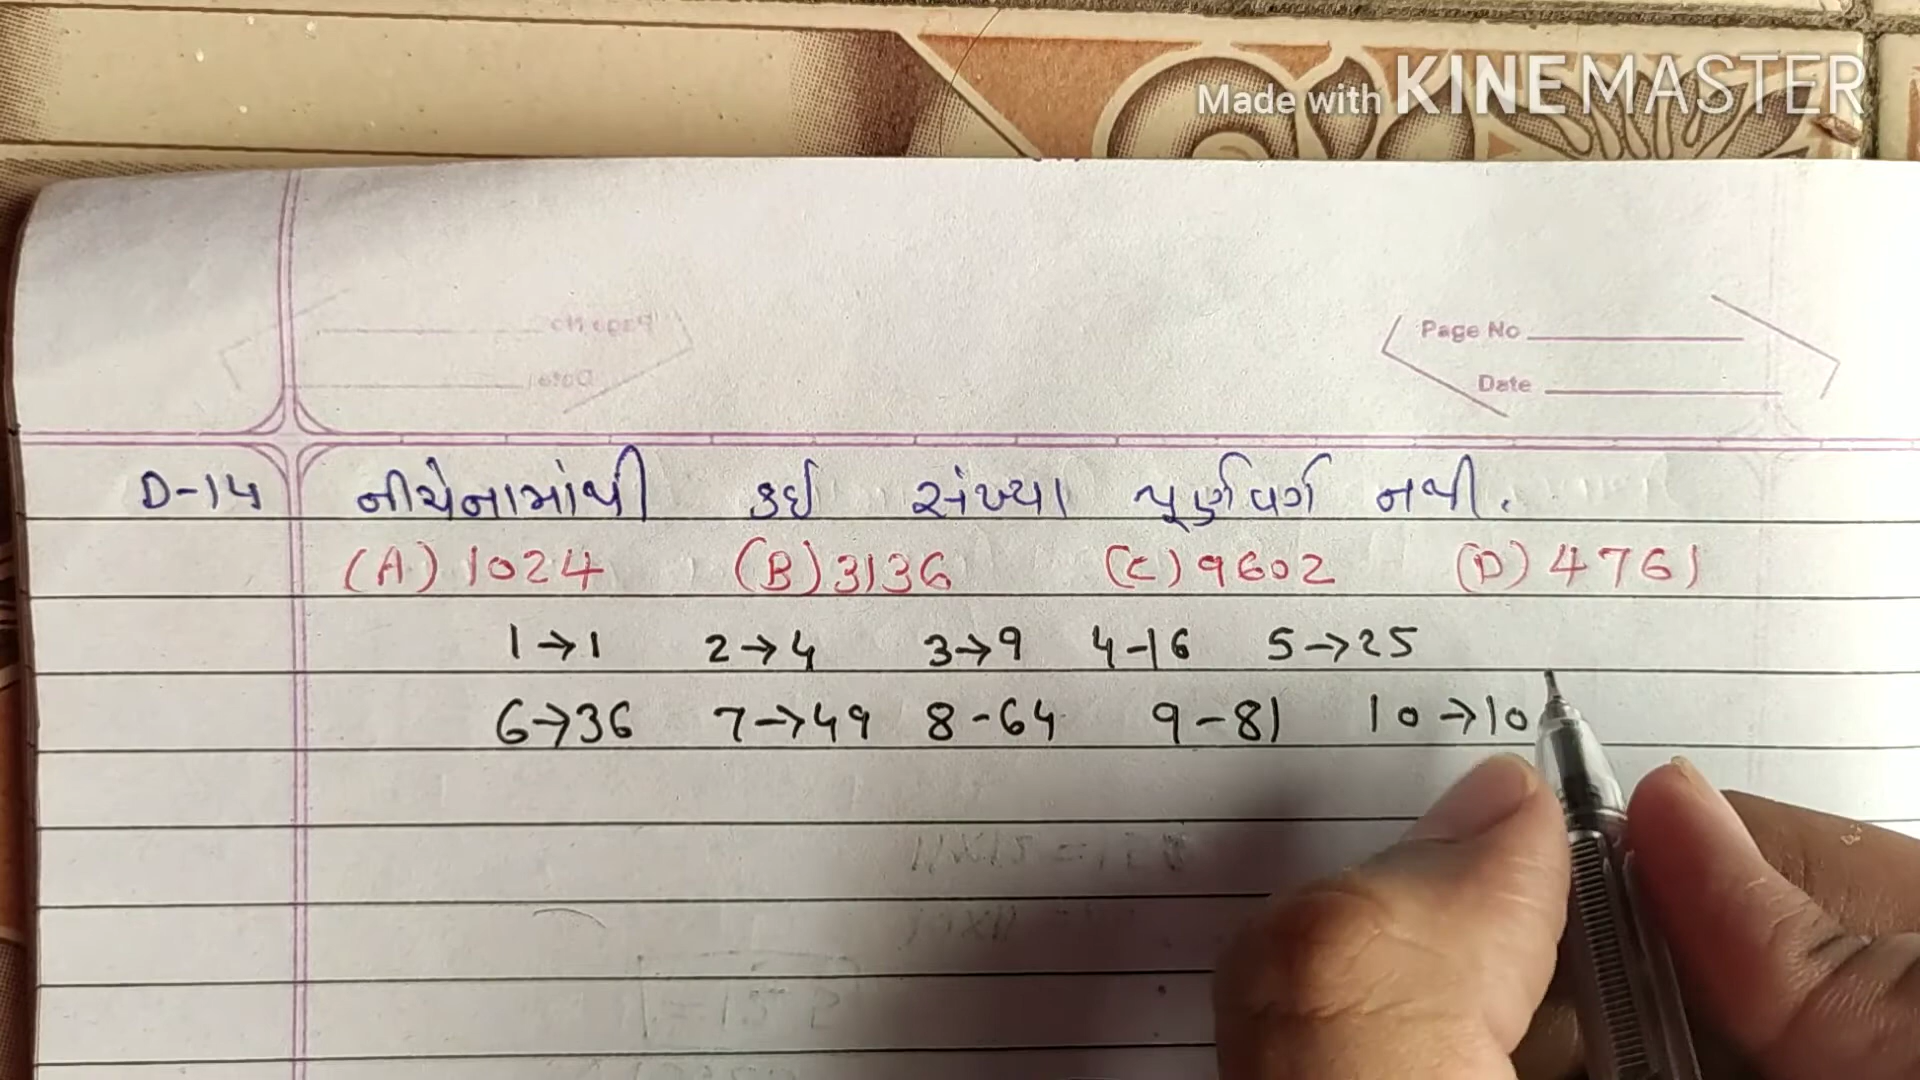 Made with KINEMASTER
Page No
Date
D-14 નીચેનામાંથી કઈ સંખ્યા પૂર્ણવર્ગ નથી.
(A) 1024 (B) 3136 (C) 9602 (D) 4761
1→1 2→4 3→9 4-16 5→25
6→36 7→49 8-64 9-81 10→10